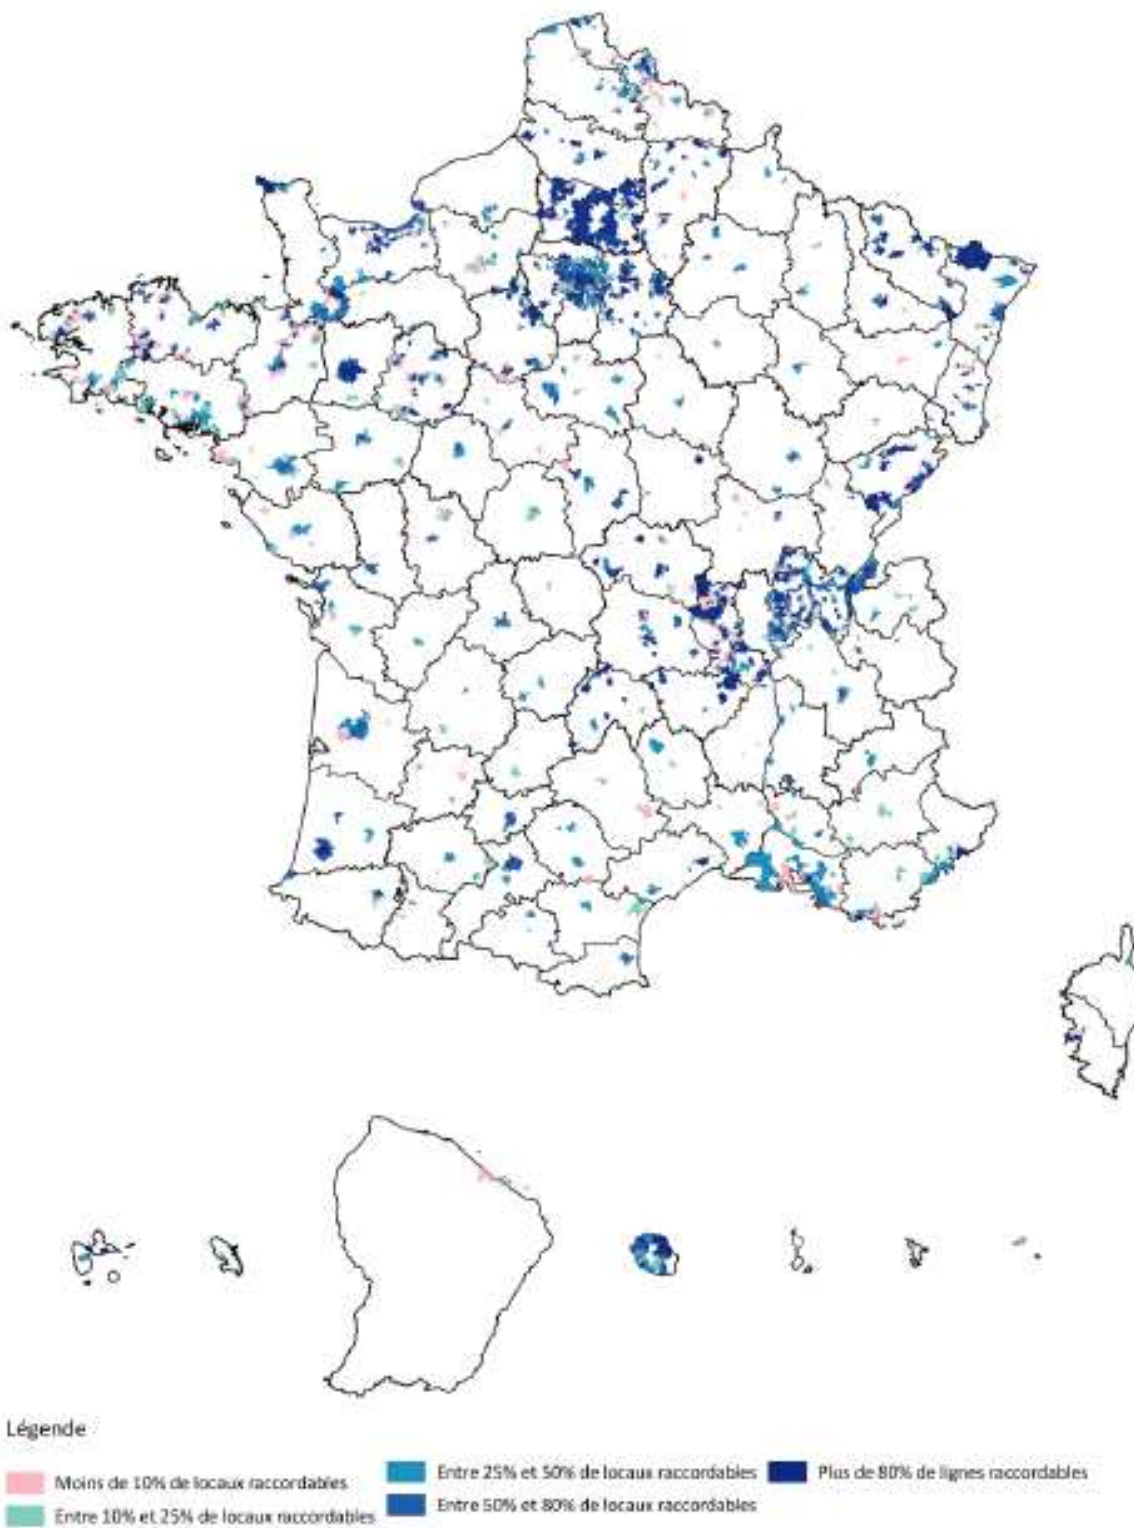 Légende
Moins de 10% de locaux raccordables
Entre 10% et 25% de locaux raccordables
Entre 25% et 50% de locaux raccordables
Entre 50% et 80% de locaux raccordables
Plus de 80% de lignes raccordables